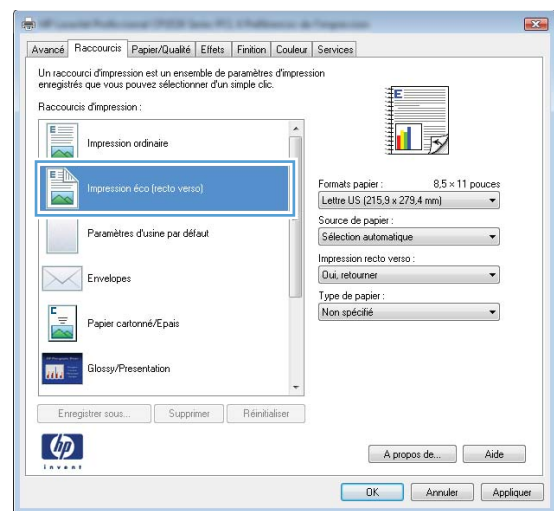 Avancé Raccourcis Papier/Qualité Effets Finition Couleur Services
Un raccourci d'impression est un ensemble de paramètres d'impression
enregistrés que vous pouvez sélectionner d'un simple clic.
Raccourcis d'impression :
Impression ordinaire
Impression éco (recto verso)
Paramètres d'usine par défaut
Envelopes
Papier cartonné/Epais
Glossy/Presentation
Enregistrer sous... Supprimer Réinitialiser
Formats papier : 8,5 × 11 pouces
Lettre US (215,9 x 279,4 mm)
Source de papier :
Sélection automatique
Impression recto verso :
Oui, retourner
Type de papier :
Non spécifié
hp
invent
A propos de... Aide
OK Annuler Appliquer